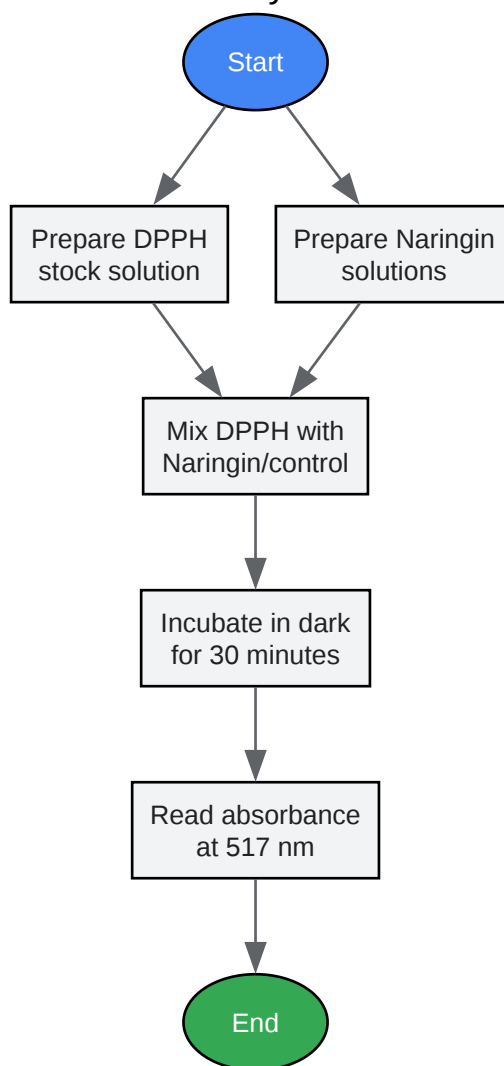 Start
Prepare DPPH
stock solution
Prepare Naringin
solutions
Mix DPPH with
Naringin/control
Incubate in dark
for 30 minutes
Read absorbance
at 517 nm
End